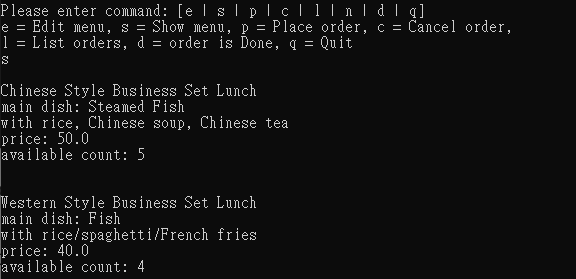 Please enter command: [e | s | p | c | l | n | d | q]
e = Edit menu, s = Show menu, p = Place order, c = Cancel order,
l = List orders, d = order is Done, q = Quit
s
Chinese Style Business Set Lunch
main dish: Steamed Fish
with rice, Chinese soup, Chinese tea
price: 50.0
available count: 5
Western Style Business Set Lunch
main dish: Fish
with rice/spaghetti/French fries
price: 40.0
available count: 4